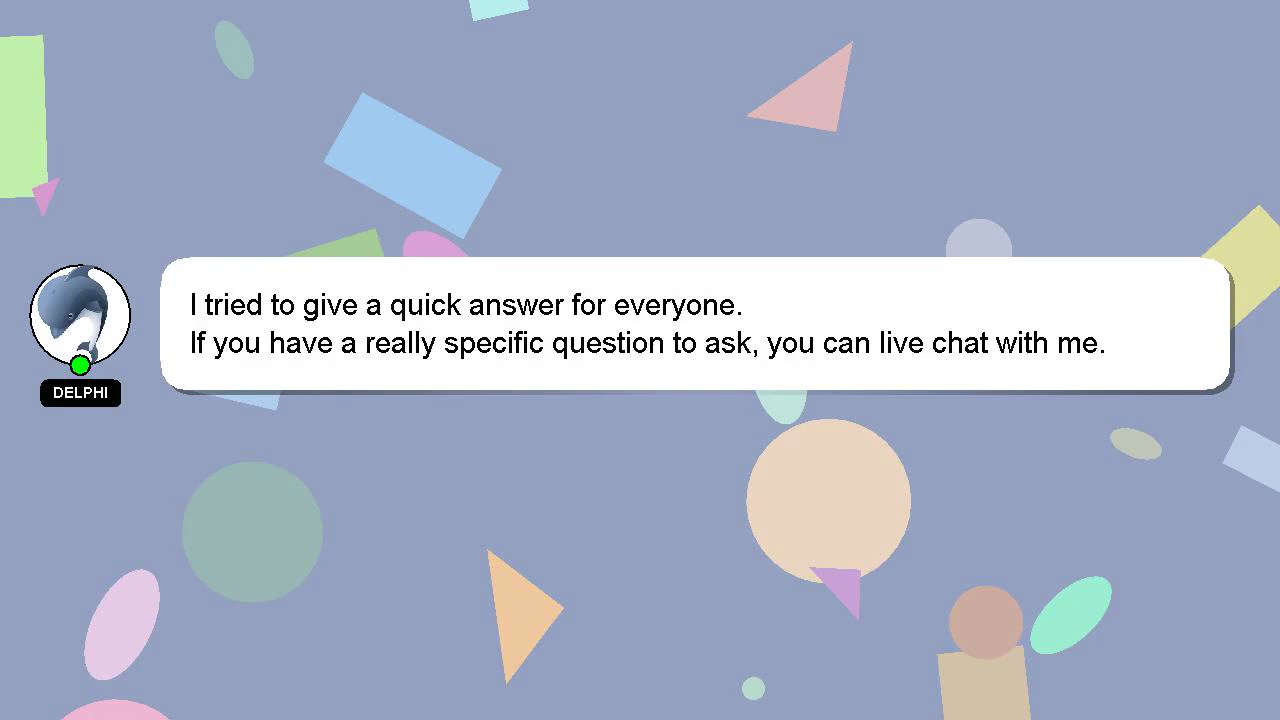 I tried to give a quick answer for everyone.
If you have a really specific question to ask, you can live chat with me.
DELPHI